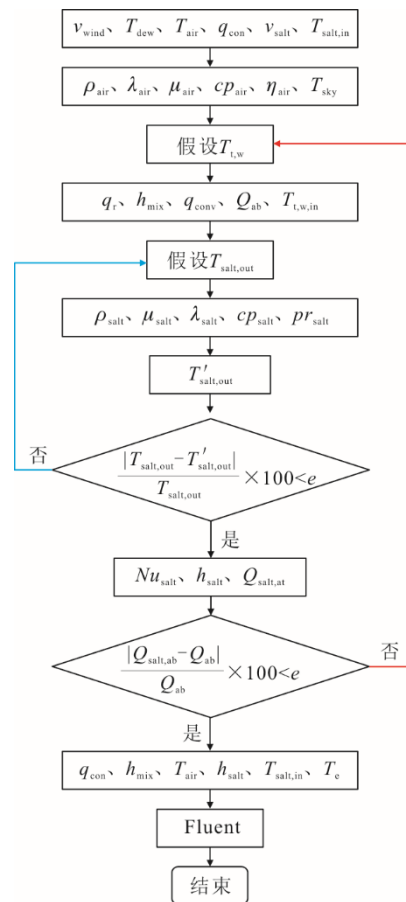 v_wind、T_dew、T_air、q_con、v_salt、T_salt,in
ρ_air、λ_air、μ_air、cp_air、η_air、T_sky
假设T_t,w
q_r、h_mix、q_conv、Q_ab、T_t,w,in
假设T_salt,out
ρ_salt、μ_salt、λ_salt、cp_salt、pr_salt
T′_salt,out
否
|T_salt,out−T′_salt,out|
×100<e
T_salt,out
是
Nu_salt、h_salt、Q_salt,at
|Q_salt,ab−Q_ab|
×100<e
Q_ab
否
是
q_con、h_mix、T_air、h_salt、T_salt,in、T_e
Fluent
结束